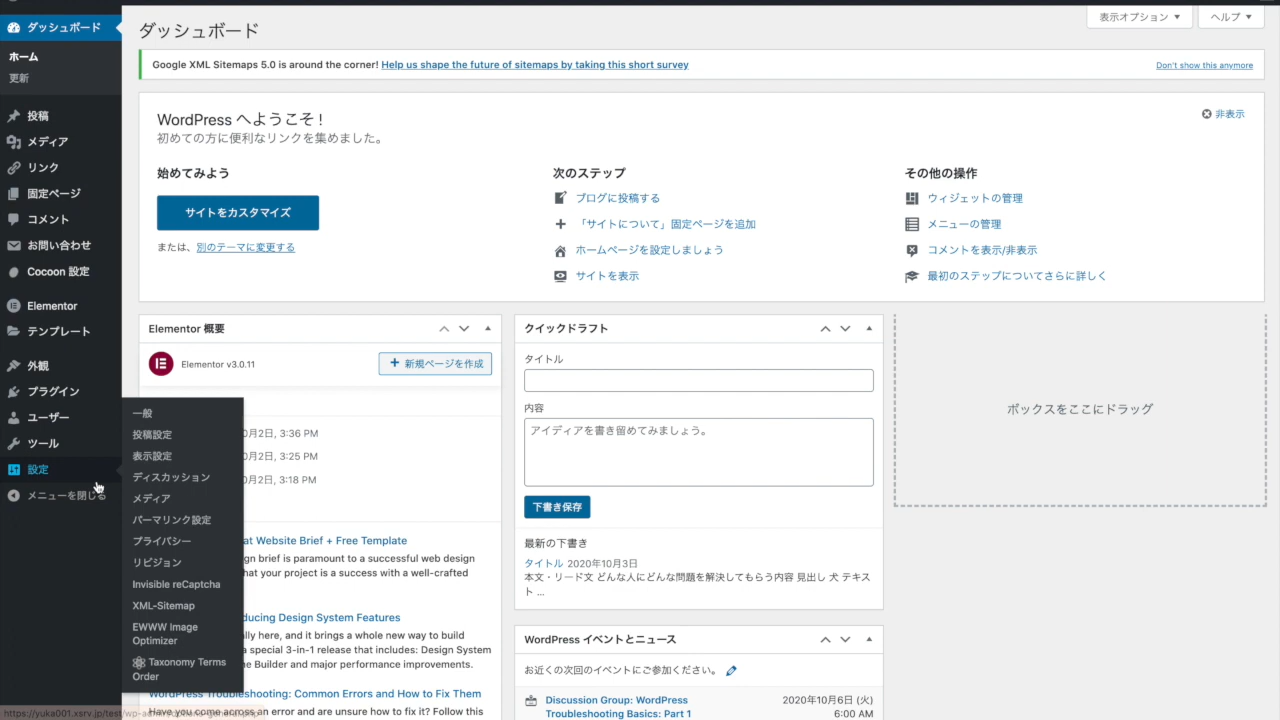 ダッシュボード
ホーム
更新
投稿
メディア
リンク
固定ページ
コメント
お問い合わせ
Cocoon 設定
Elementor
テンプレート
外観
プラグイン
ユーザー
ツール
設定
メニューを閉じる
一般
投稿設定
表示設定
ディスカッション
メディア
パーマリンク設定
プライバシー
リビジョン
Invisible reCaptcha
XML-Sitemap
EWWW Image
Optimizer
Taxonomy Terms
Order
ダッシュボード
表示オプション ▼
ヘルプ ▼
Google XML Sitemaps 5.0 is around the corner! Help us shape the future of sitemaps by taking this short survey
Don't show this anymore
WordPress へようこそ !
初めての方に便利なリンクを集めました。
非表示
始めてみよう
サイトをカスタマイズ
または、別のテーマに変更する
次のステップ
ブログに投稿する
「サイトについて」固定ページを追加
ホームページを設定しましょう
サイトを表示
その他の操作
ウィジェットの管理
メニューの管理
コメントを表示/非表示
最初のステップについてさらに詳しく
Elementor 概要
Elementor v3.0.11
+ 新規ページを作成
月2日, 3:36 PM
月2日, 3:25 PM
月2日, 3:18 PM
at Website Brief + Free Template
gn brief is paramount to a successful web design
hat your project is a success with a well-crafted
ducing Design System Features
ally here, and it brings a whole new way to build
a special 3-in-1 release that includes: Design System
e Builder and major performance improvements.
WordPress Troubleshooting: Common Errors and How to Fix Them
Have you come across an error and are unsure how to fix it? Follow this
クイックドラフト
タイトル
内容
アイディアを書き留めてみましょう。
下書き保存
最新の下書き
タイトル 2020年10月3日
本文・リード文 どんな人にどんな問題を解決してもらう内容 見出し 犬 テキス
ト ...
WordPress イベントとニュース
お近くの次回のイベントにご参加ください。
Discussion Group: WordPress
Troubleshooting Basics: Part 1
2020年10月6日 (火)
6:00 AM
ボックスをここにドラッグ